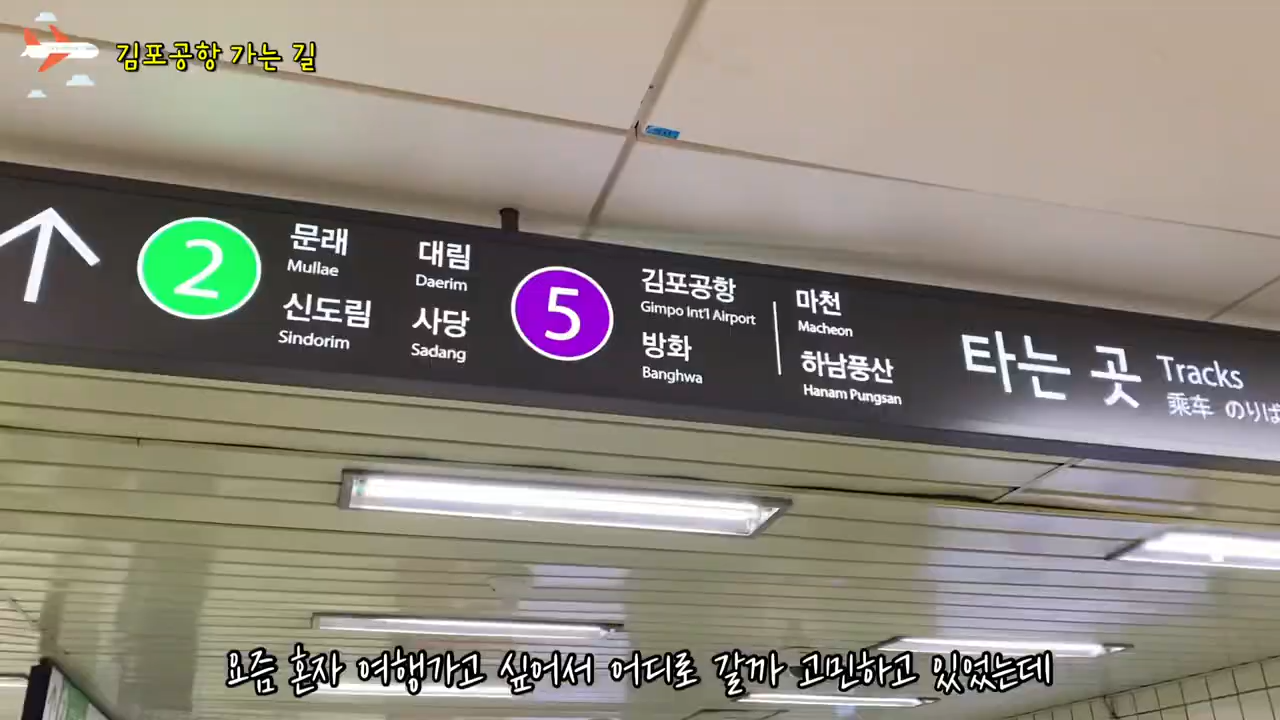 김포공항 가는 길
2
문래
Mullae
신도림
Sindorim
대림
Daerim
사당
Sadang
5
김포공항
Gimpo Int'l Airport
방화
Banghwa
마천
Macheon
하남풍산
Hanam Pungsan
타는 곳
Tracks
乘车 のりば
요즘 혼자 여행가고 싶어서 어디로 갈까 고민하고 있었는데